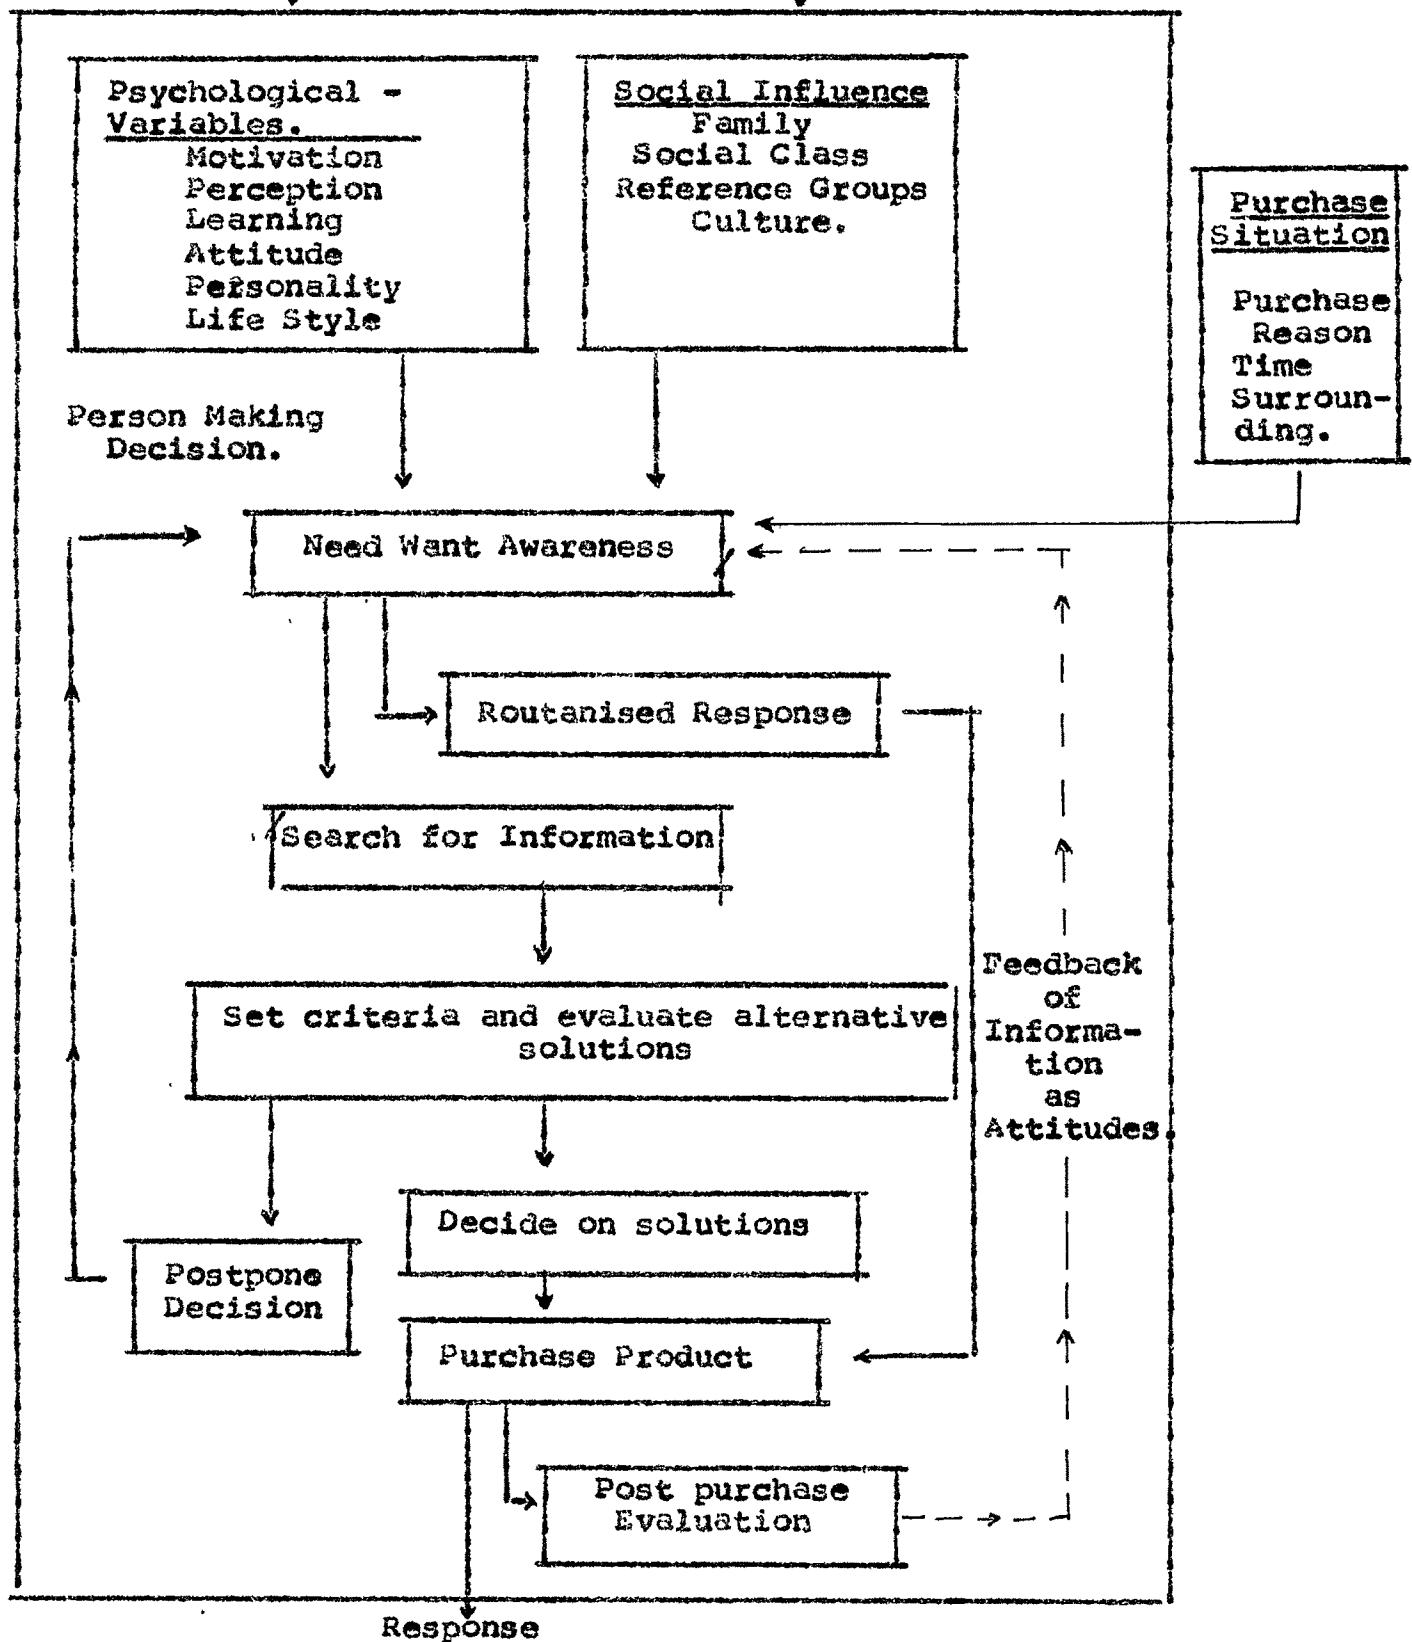 Psychological -
Variables.
Motivation
Perception
Learning
Attitude
Personality
Life Style
Social Influence
Family
Social Class
Reference Groups
Culture.
Purchase
Situation
Purchase
Reason
Time
Surroun-
ding.
Person Making
Decision.
Need Want Awareness
Routanised Response
Search for Information
Set criteria and evaluate alternative
solutions
Feedback
of
Informa-
tion
as
Attitudes.
Decide on solutions
Postpone
Decision
Purchase Product
Post purchase
Evaluation
Response